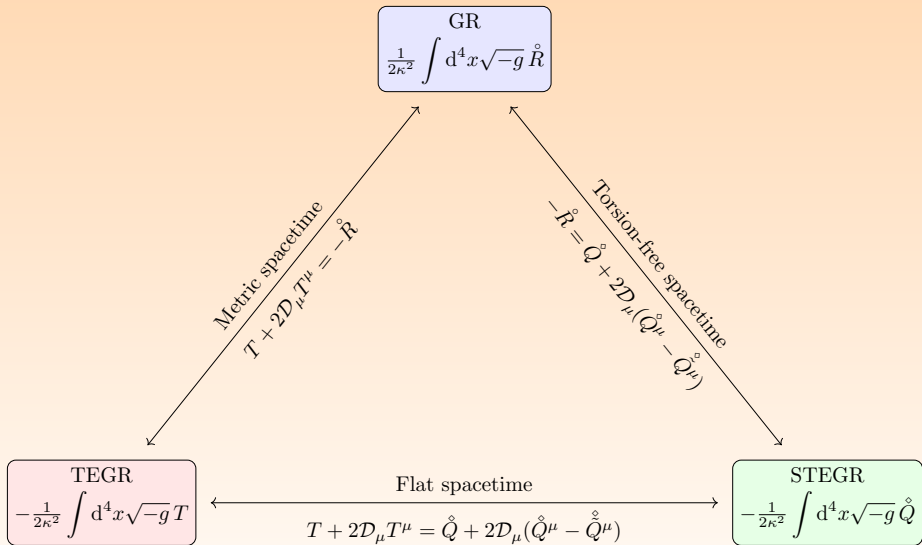 GR
$\frac{1}{2\kappa^2} \int \mathrm{d}^4x \sqrt{-g}\, \mathring{R}$
Metric spacetime
$T + 2\mathcal{D}_\mu T^\mu = -\mathring{R}$
Torsion-free spacetime
$-\mathring{R} = \mathring{Q} + 2\mathcal{D}_\mu(\mathring{Q}^\mu - \mathring{\tilde{Q}}^\mu)$
TEGR
$-\frac{1}{2\kappa^2} \int \mathrm{d}^4x \sqrt{-g}\, T$
Flat spacetime
$T + 2\mathcal{D}_\mu T^\mu = \mathring{Q} + 2\mathcal{D}_\mu(\mathring{Q}^\mu - \mathring{\tilde{Q}}^\mu)$
STEGR
$-\frac{1}{2\kappa^2} \int \mathrm{d}^4x \sqrt{-g}\, \mathring{Q}$